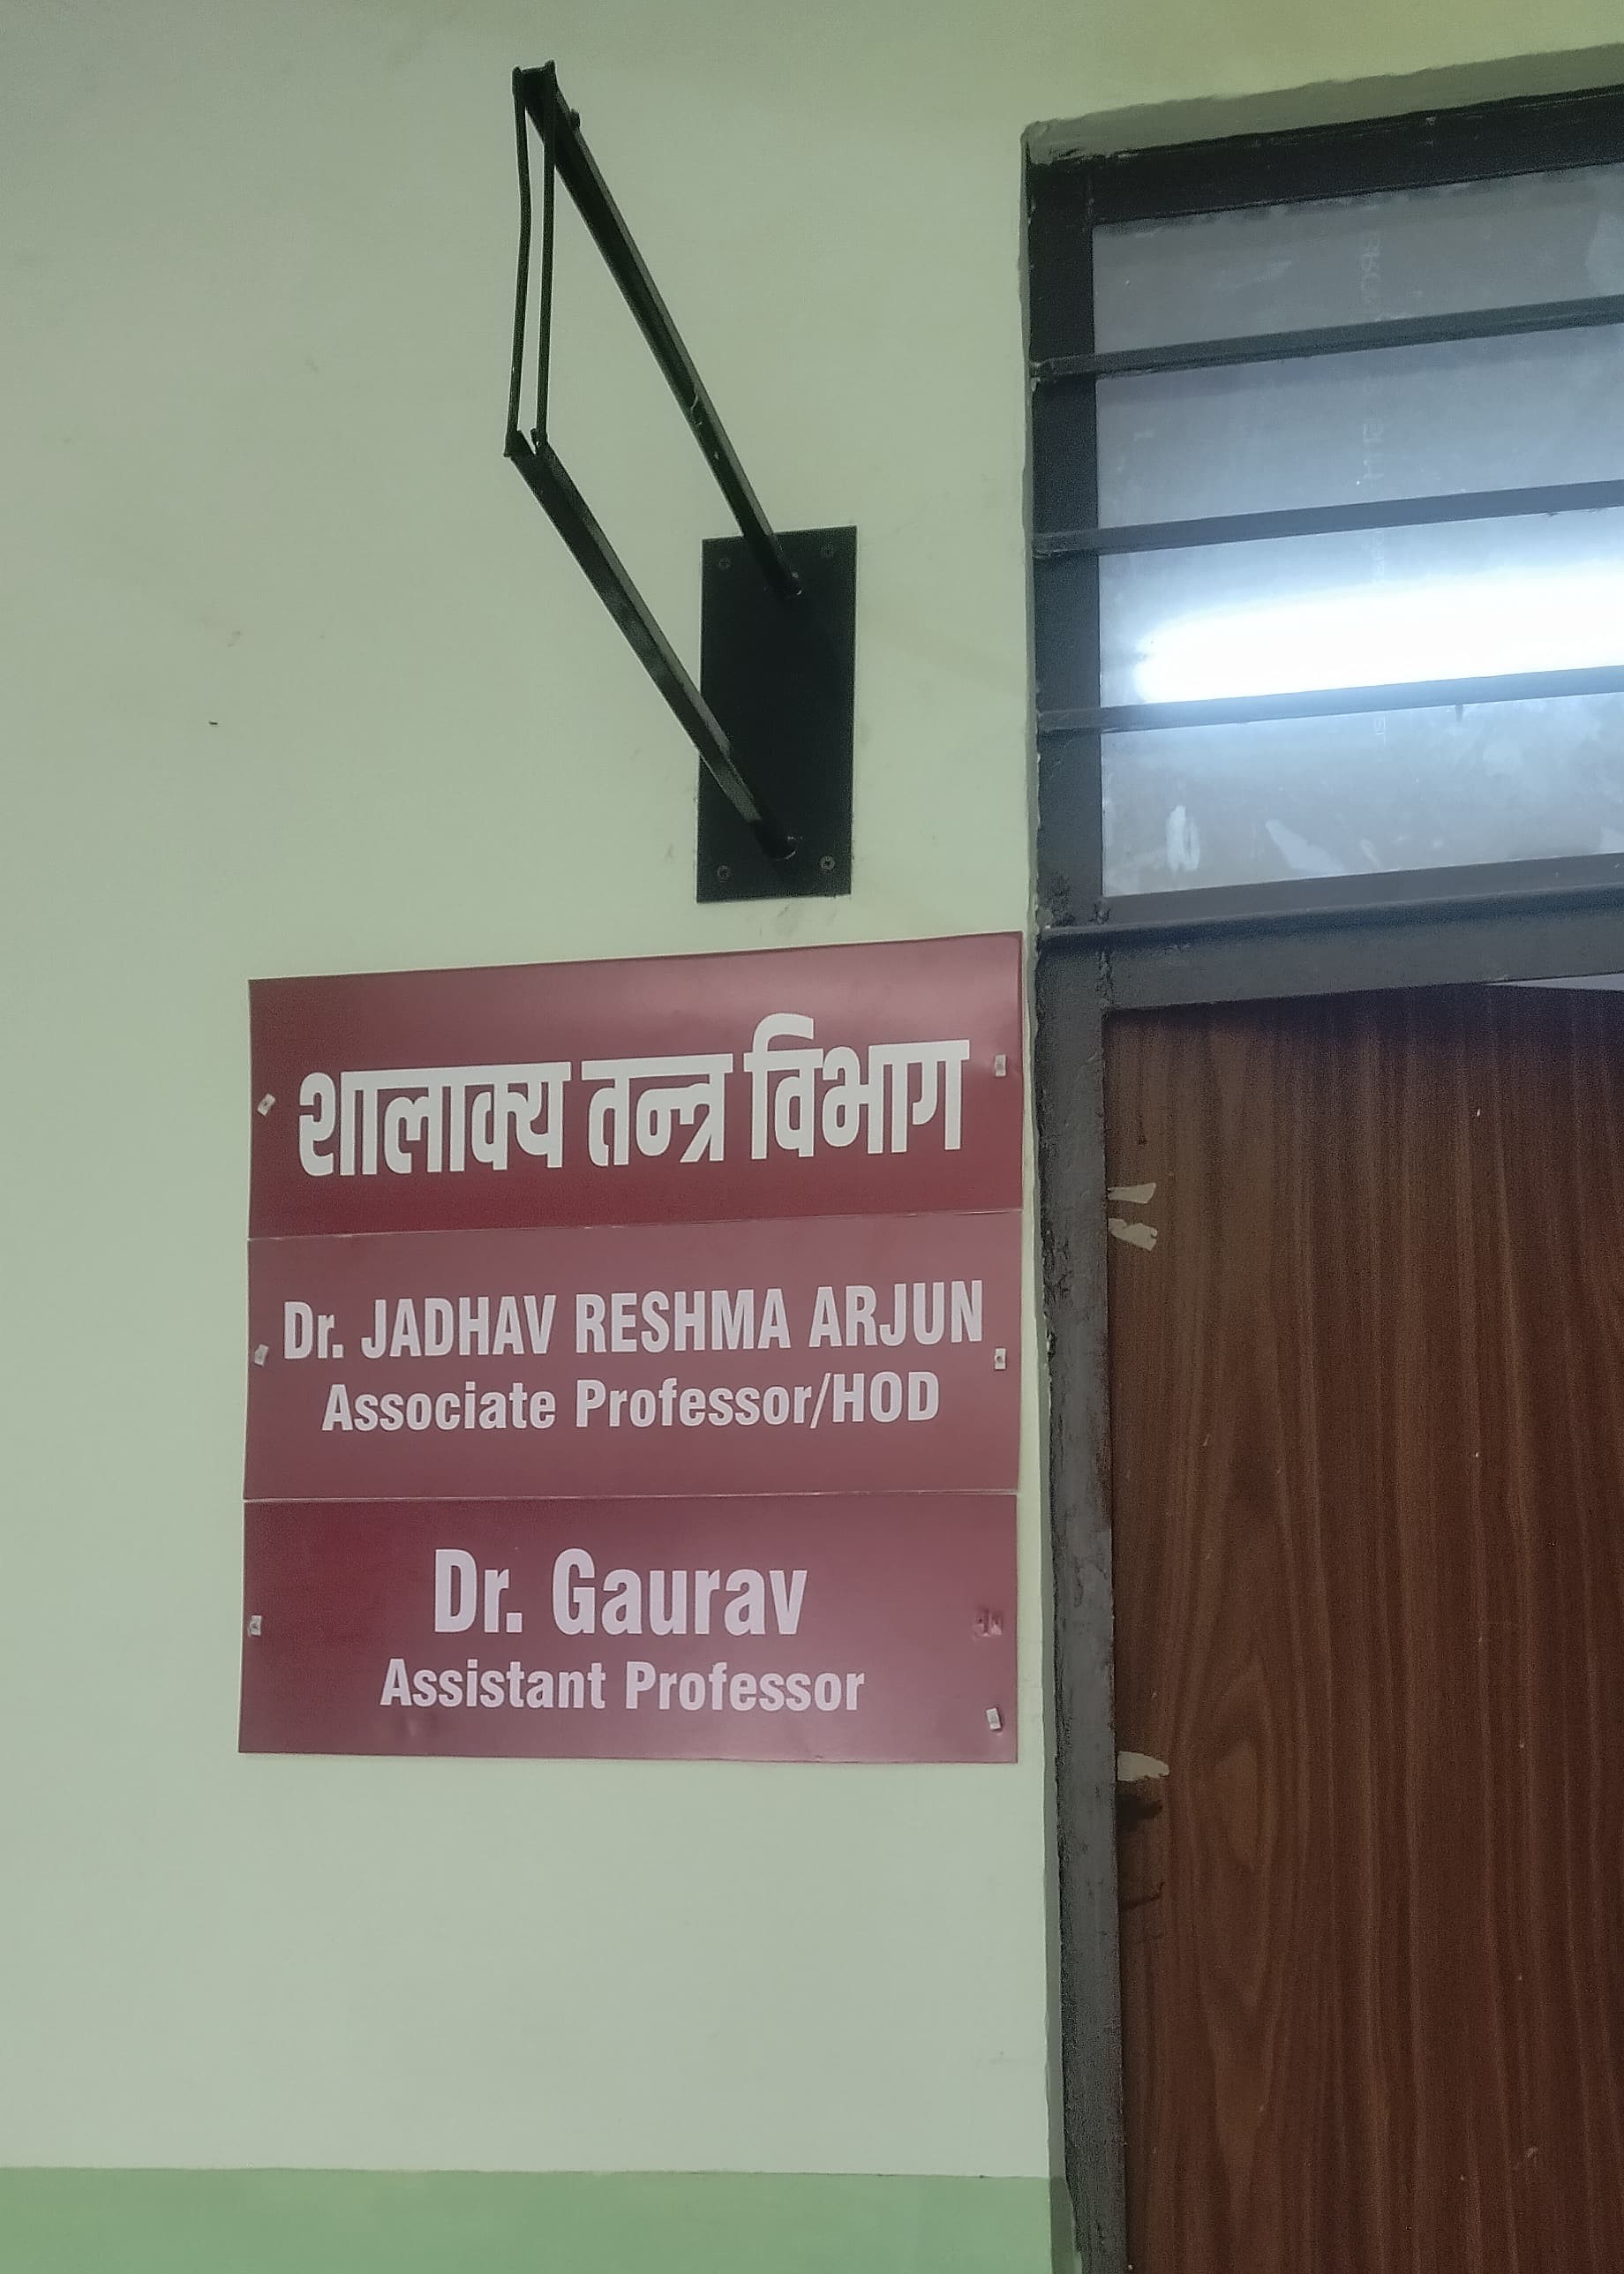 शालाक्य तन्त्र विभाग
Dr. JADHAV RESHMA ARJUN
Associate Professor/HOD
Dr. Gaurav
Assistant Professor